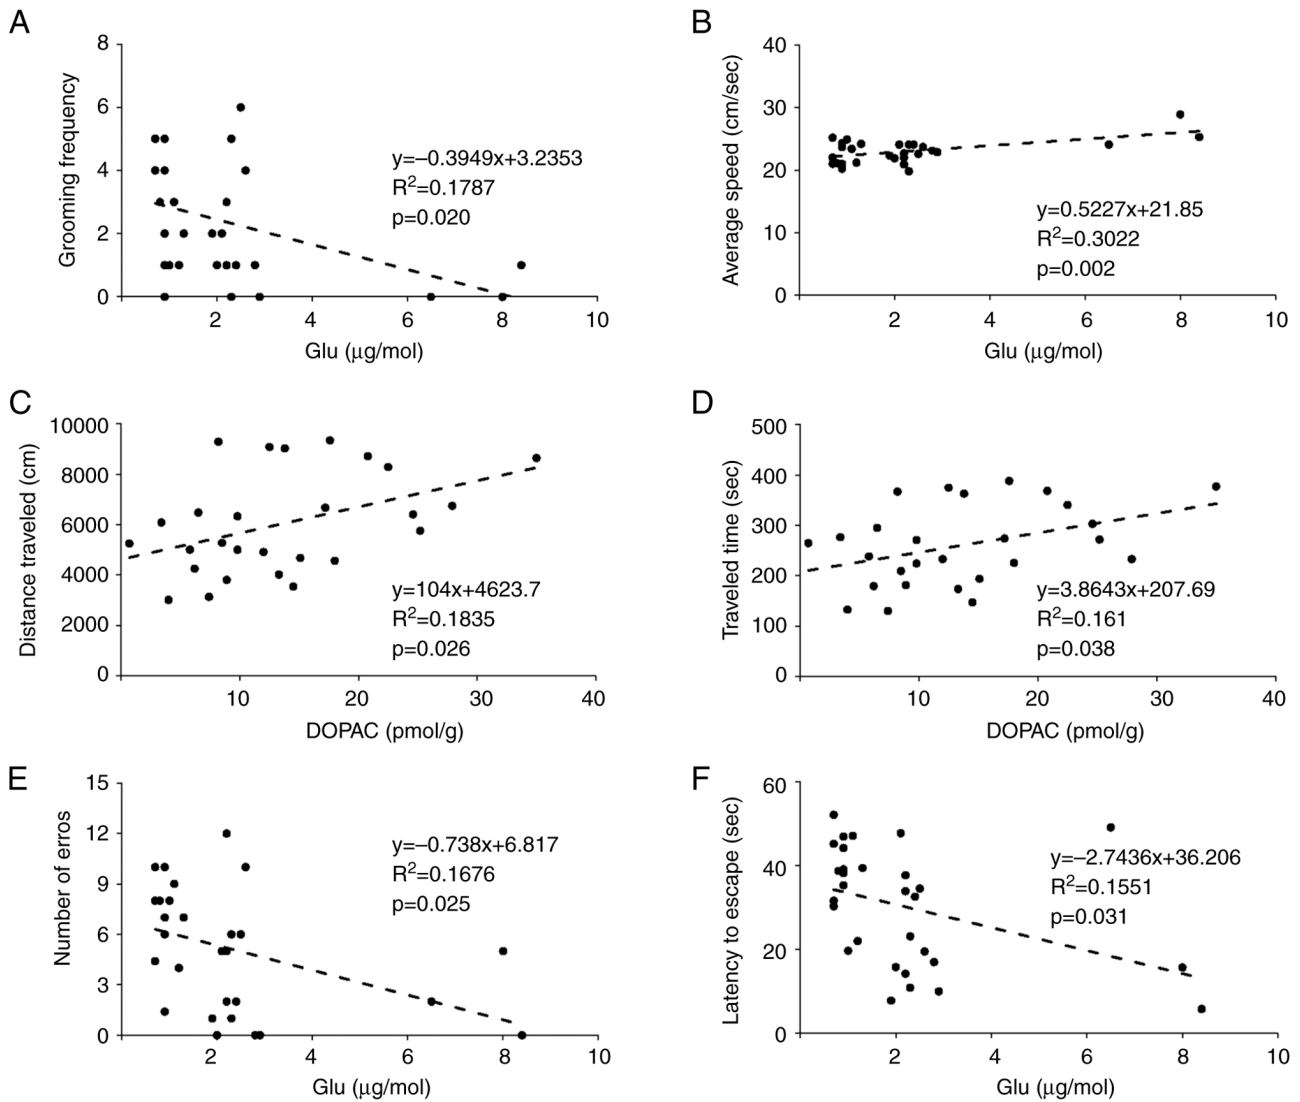 A
8
6
4
2
0
Grooming frequency
y=–0.3949x+3.2353
R²=0.1787
p=0.020
2 4 6 8 10
Glu (μg/mol)
B
40
30
20
10
0
Average speed (cm/sec)
y=0.5227x+21.85
R²=0.3022
p=0.002
2 4 6 8 10
Glu (μg/mol)
C
10000
8000
6000
4000
2000
0
Distance traveled (cm)
y=104x+4623.7
R²=0.1835
p=0.026
10 20 30 40
DOPAC (pmol/g)
D
500
400
300
200
100
0
Traveled time (sec)
y=3.8643x+207.69
R²=0.161
p=0.038
10 20 30 40
DOPAC (pmol/g)
E
15
12
9
6
3
0
Number of erros
y=–0.738x+6.817
R²=0.1676
p=0.025
2 4 6 8 10
Glu (μg/mol)
F
60
40
20
0
Latency to escape (sec)
y=–2.7436x+36.206
R²=0.1551
p=0.031
2 4 6 8 10
Glu (μg/mol)